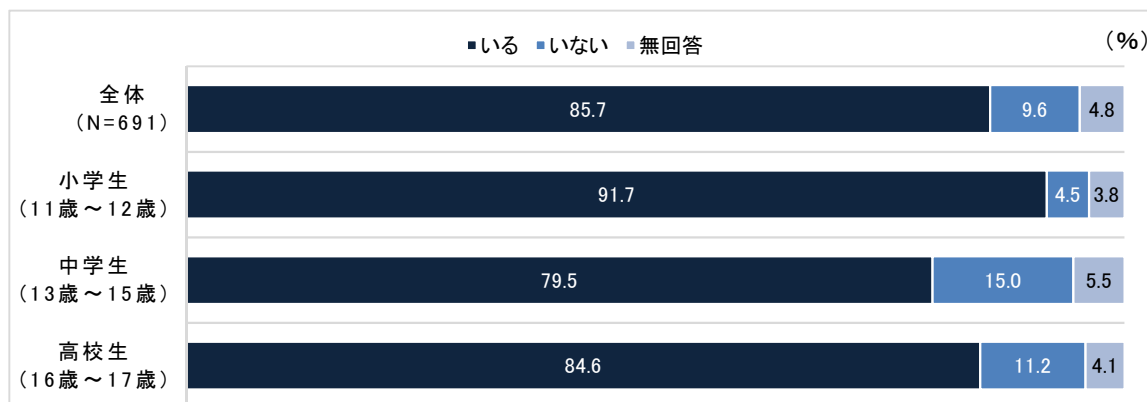 ■いる ■いない ■無回答
(%)
全体
(N=691)
85.7 9.6 4.8
小学生
(11歳～12歳)
91.7 4.5 3.8
中学生
(13歳～15歳)
79.5 15.0 5.5
高校生
(16歳～17歳)
84.6 11.2 4.1